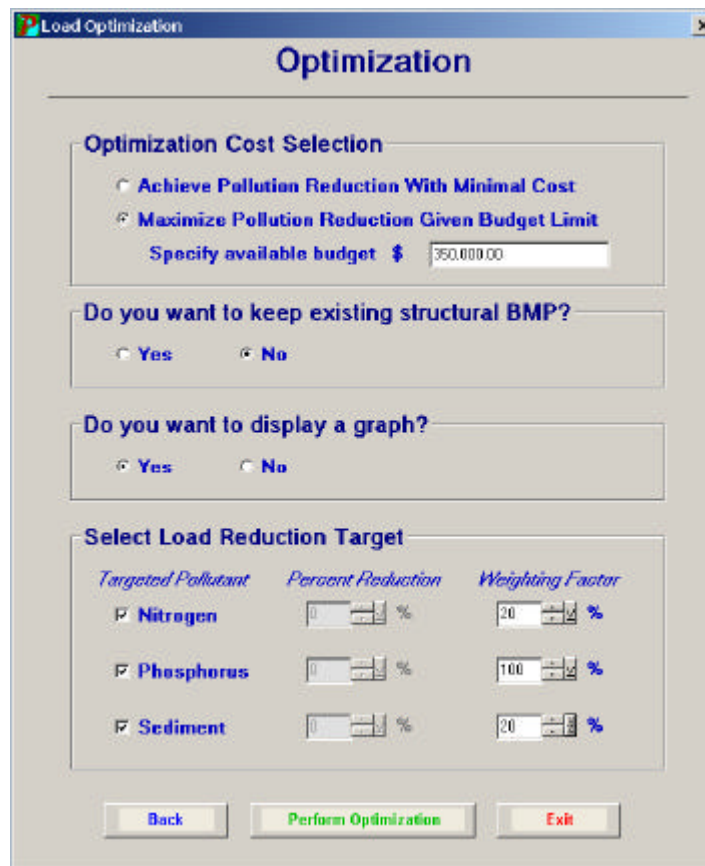 Load Optimization
Optimization
Optimization Cost Selection
Achieve Pollution Reduction With Minimal Cost
Maximize Pollution Reduction Given Budget Limit
Specify available budget $ 350,000.00
Do you want to keep existing structural BMP?
Yes No
Do you want to display a graph?
Yes No
Select Load Reduction Target
Targeted Pollutant Percent Reduction Weighting Factor
Nitrogen 0 % 20 %
Phosphorus 0 % 100 %
Sediment 0 % 20 %
Back Perform Optimization Exit